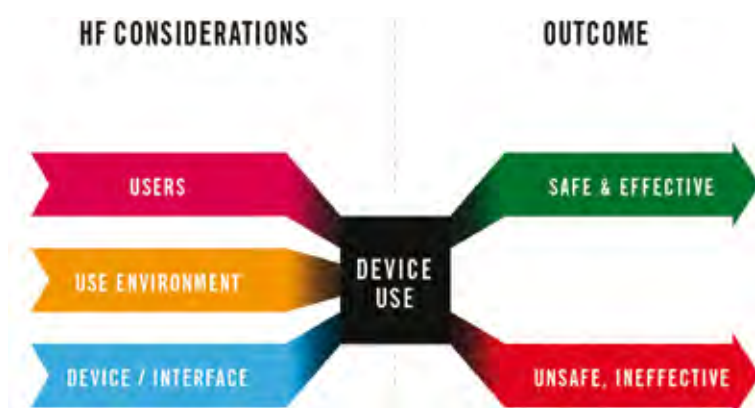 HF CONSIDERATIONS
OUTCOME
USERS
SAFE & EFFECTIVE
USE ENVIRONMENT
DEVICE
USE
DEVICE / INTERFACE
UNSAFE, INEFFECTIVE